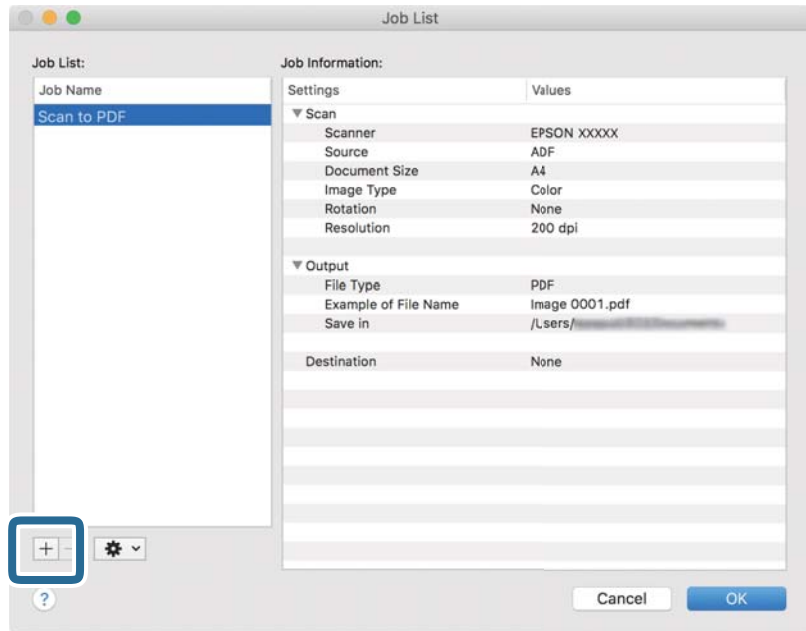 Job List
Job List:
Job Information:
Job Name
Settings Values
Scan to PDF
Scan
Scanner EPSON XXXXX
Source ADF
Document Size A4
Image Type Color
Rotation None
Resolution 200 dpi
Output
File Type PDF
Example of File Name Image 0001.pdf
Save in /Users/
Destination None
+ -
? Cancel OK